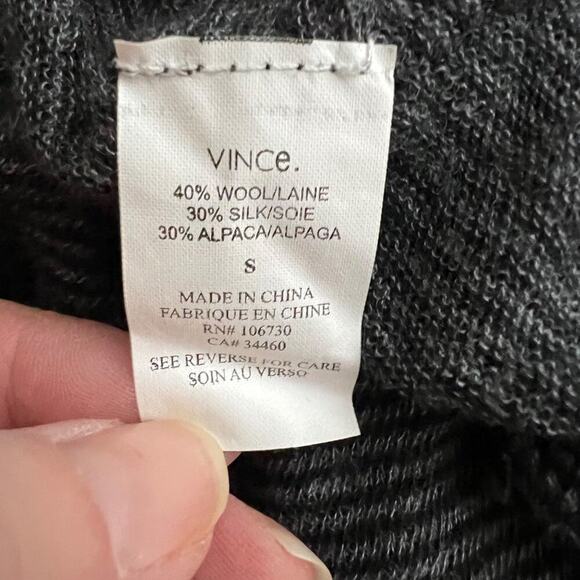 VINCe.
40% WOOL/LAINE
30% SILK/SOIE
30% ALPACA/ALPAGA
S
MADE IN CHINA
FABRIQUE EN CHINE
RN# 106730
CA# 34460
SEE REVERSE FOR CARE
SOIN AU VERSO